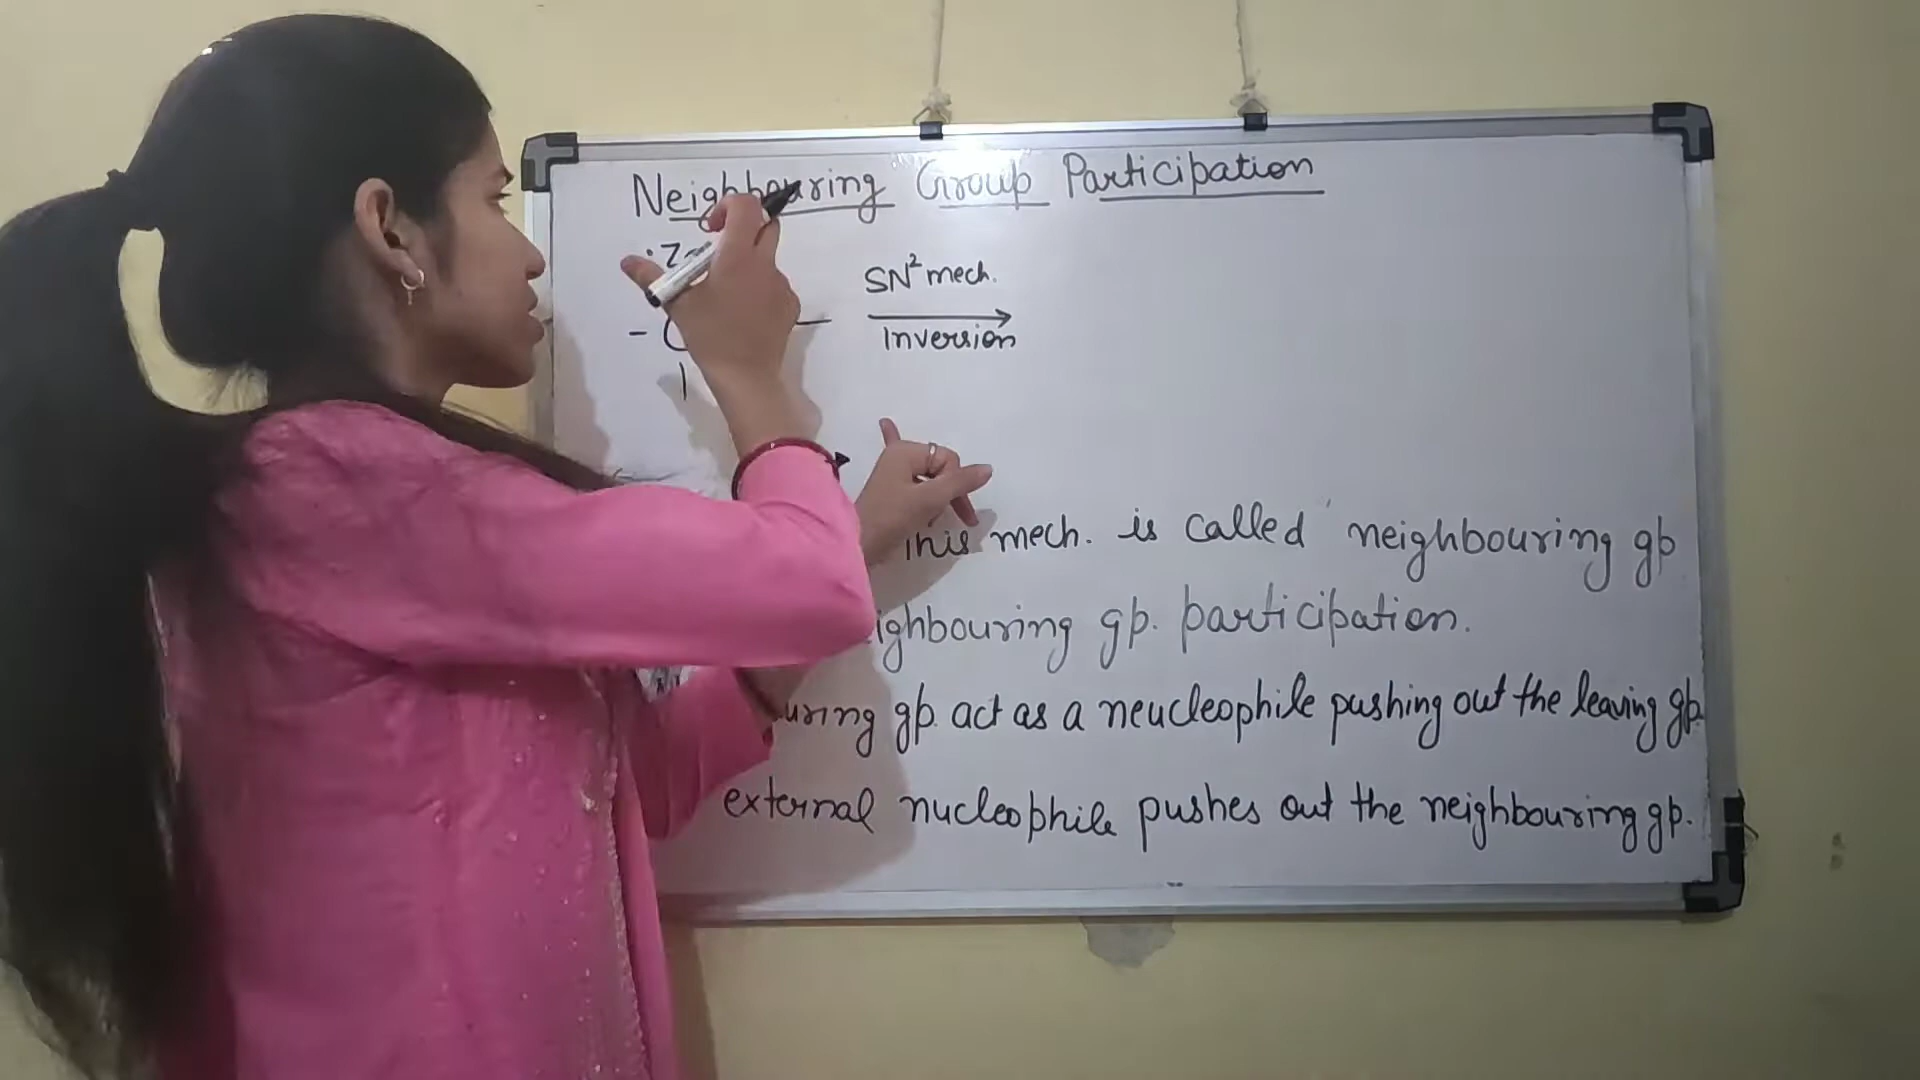 Neighbouring Group Participation
:Z
SN² mech.
- C
Inversion
This mech. is called neighbouring gp
ighbouring gp. participation.
uring gp. act as a neucleophile pushing out the leaving gp.
external nucleophile pushes out the neighbouring gp.